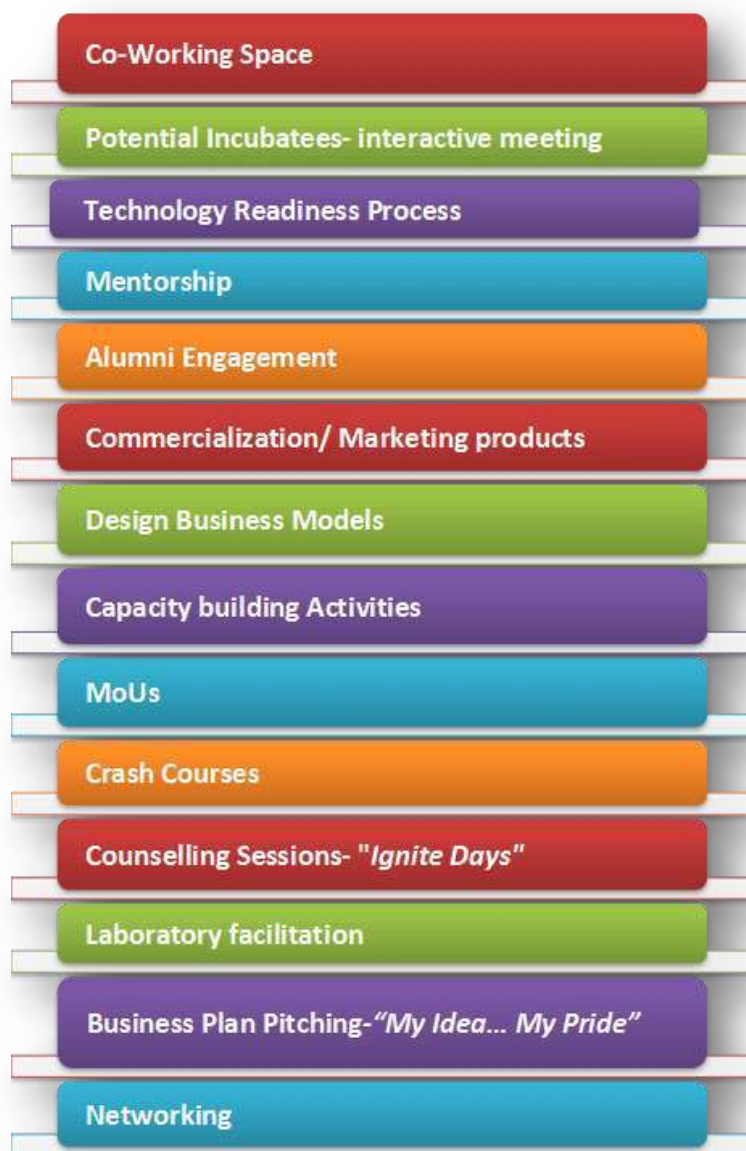 Co-Working Space
Potential Incubatees- interactive meeting
Technology Readiness Process
Mentorship
Alumni Engagement
Commercialization/ Marketing products
Design Business Models
Capacity building Activities
MoUs
Crash Courses
Counselling Sessions- "Ignite Days"
Laboratory facilitation
Business Plan Pitching-“My Idea... My Pride”
Networking